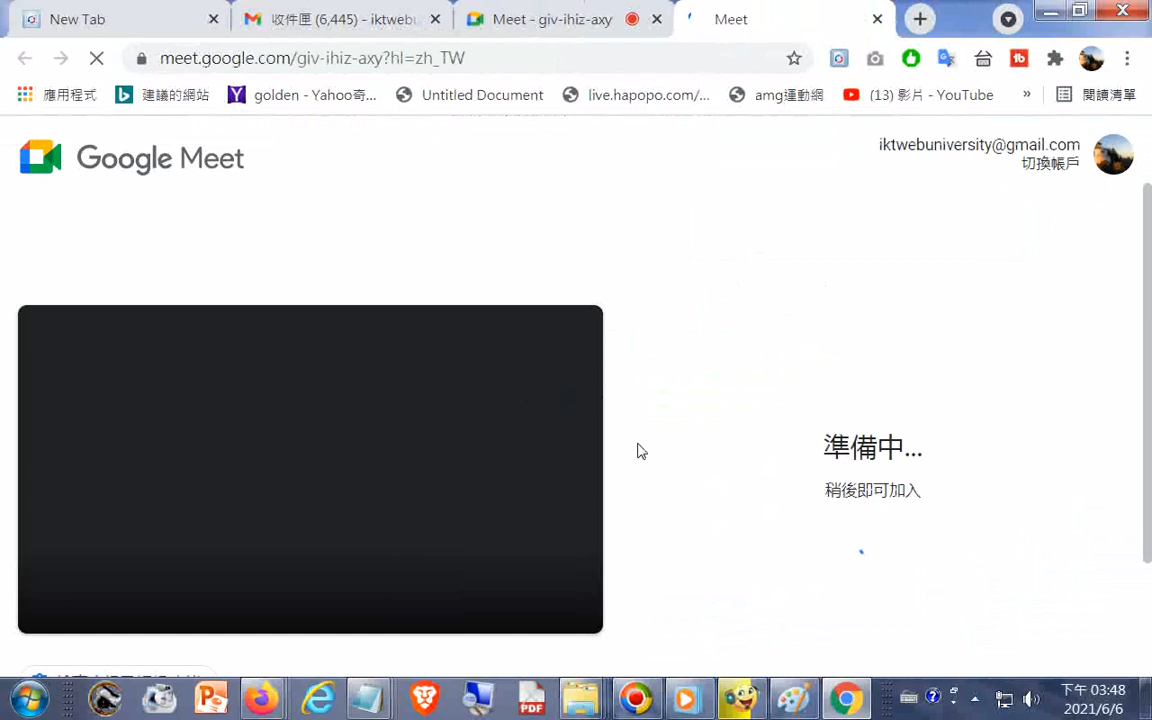 New Tab
收件匣 (6,445) - iktwebu
Meet - giv-ihiz-axy
Meet
meet.google.com/giv-ihiz-axy?hl=zh_TW
應用程式
建議的網站
golden - Yahoo奇...
Untitled Document
live.hapopo.com/...
amg運動網
(13) 影片 - YouTube
»
閱讀清單
Google Meet
iktwebuniversity@gmail.com
切換帳戶
準備中...
稍後即可加入
下午 03:48
2021/6/6